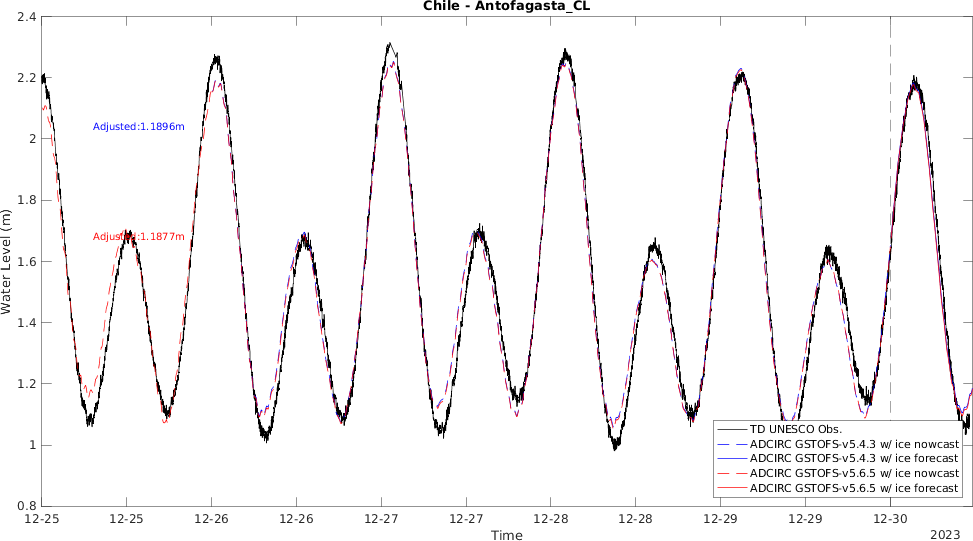 Chile - Antofagasta_CL
2.4
2.2
2
1.8
1.6
1.4
1.2
1
0.8
Water Level (m)
Adjusted:1.1896m
Adjusted:1.1877m
TD UNESCO Obs.
ADCIRC GSTOFS-v5.4.3 w/ ice nowcast
ADCIRC GSTOFS-v5.4.3 w/ ice forecast
ADCIRC GSTOFS-v5.6.5 w/ ice nowcast
ADCIRC GSTOFS-v5.6.5 w/ ice forecast
12-25 12-25 12-26 12-26 12-27 12-27 12-28 12-28 12-29 12-29 12-30
Time
2023